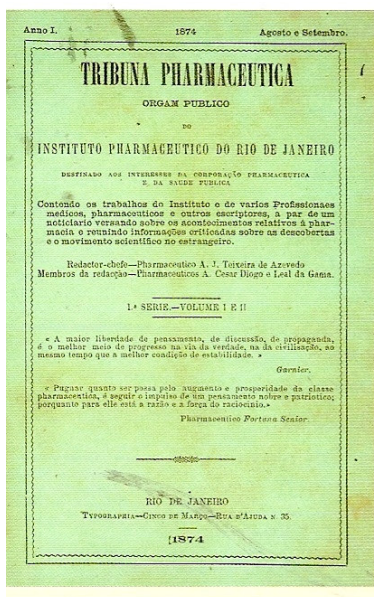 Anno I. 1874 Agosto e Setembro.
TRIBUNA PHARMACEUTICA
ORGAM PUBLICO
DO
INSTITUTO PHARMACEUTICO DO RIO DE JANEIRO
DESTINADO AOS INTERESSES DA CORPORAÇÃO PHARMACEUTICA
E DA SAUDE PUBLICA
Contendo os trabalhos do Instituto e de varios Profissionaes
medicos, pharmaceuticos e outros escriptores, a par de um
noticiario versando sobre os acontecimentos relativos á phar-
macia e reunindo informações criticadas sobre as descobertas
e o movimento scientifico no estrangeiro.
Redactor-chefe—Pharmaceutico A. J. Teixeira de Azevedo
Membros da redacção—Pharmaceuticos A. Cesar Diogo e Leal da Gama.
1.ª SERIE.—VOLUME I E II
« A maior liberdade de pensamento, de discussão, de propaganda,
é o melhor meio de progresso na via da verdade, na da civilisação, ao
mesmo tempo que a melhor condição de estabilidade. »
Garnier.
« Pugnar quanto ser possa pelo augmento e prosperidade da classe
pharmaceutica, é seguir o impulso de um pensamento nobre e patriotico;
porquanto para elle está a razão e a força do raciocinio.»
Pharmaceutico Fortuna Senior.
RIO DE JANEIRO
TYPOGRAPHIA—CINCO DE MARÇO—RUA D'AJUDA N 35.
1874